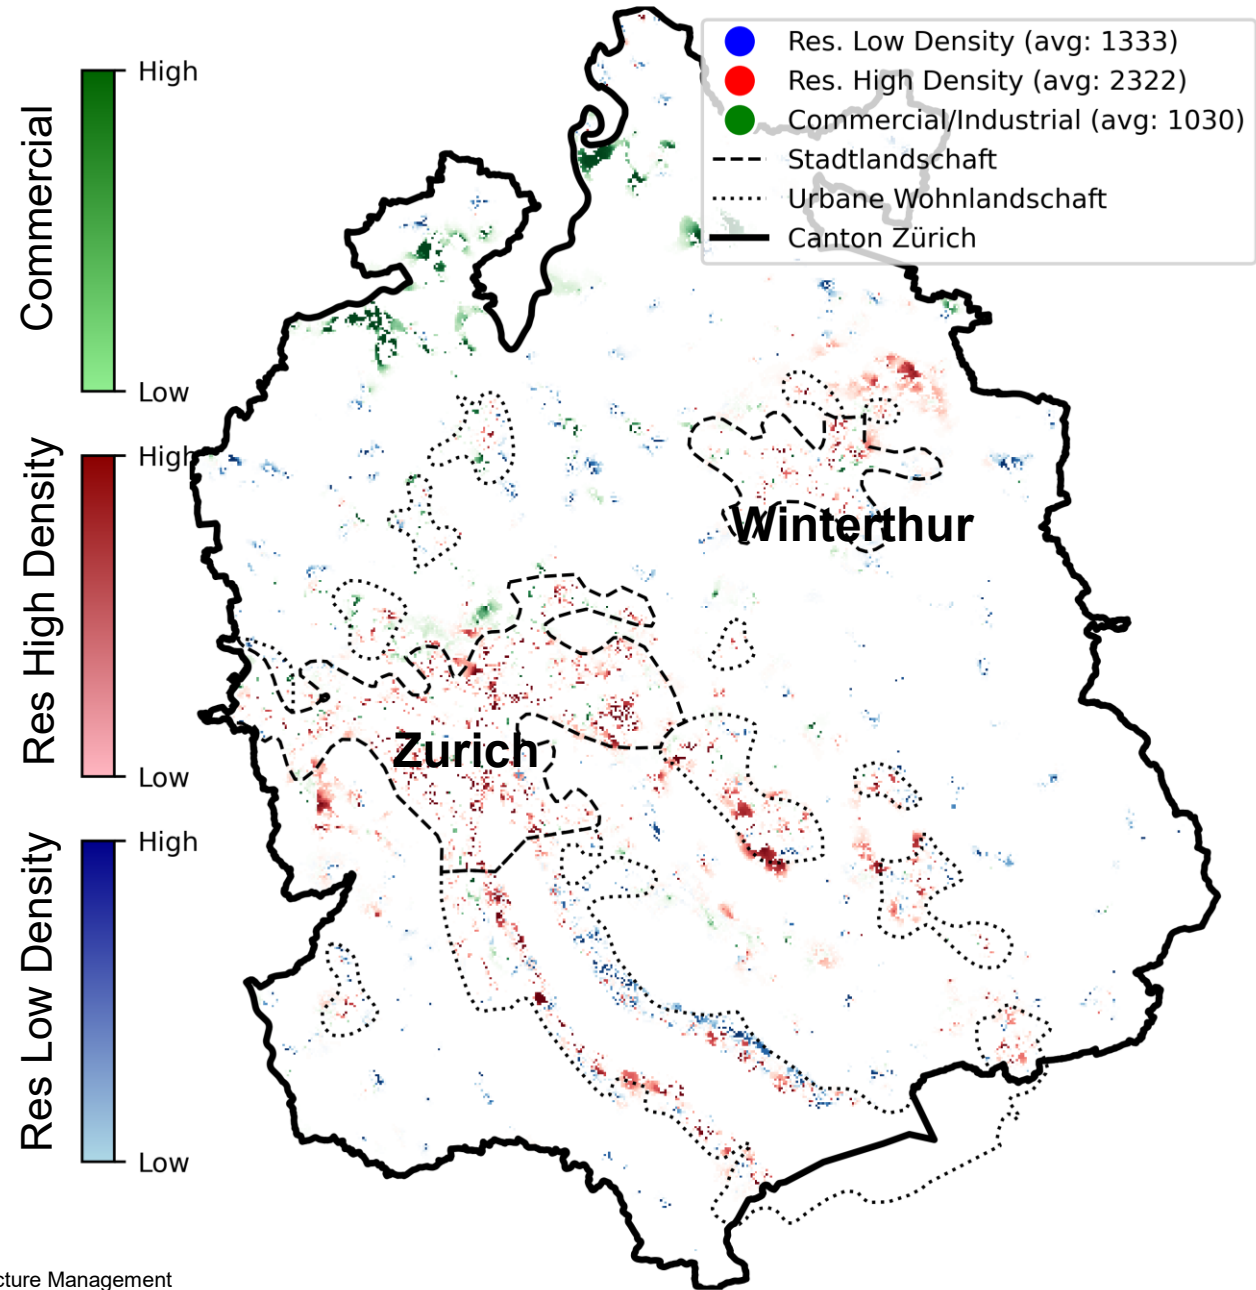 Res. Low Density (avg: 1333)
Res. High Density (avg: 2322)
Commercial/Industrial (avg: 1030)
Stadtlandschaft
Urbane Wohnlandschaft
Canton Zürich
High
Commercial
Low
High
Res High Density
Low
High
Res Low Density
Low
Winterthur
Zurich
cture Management